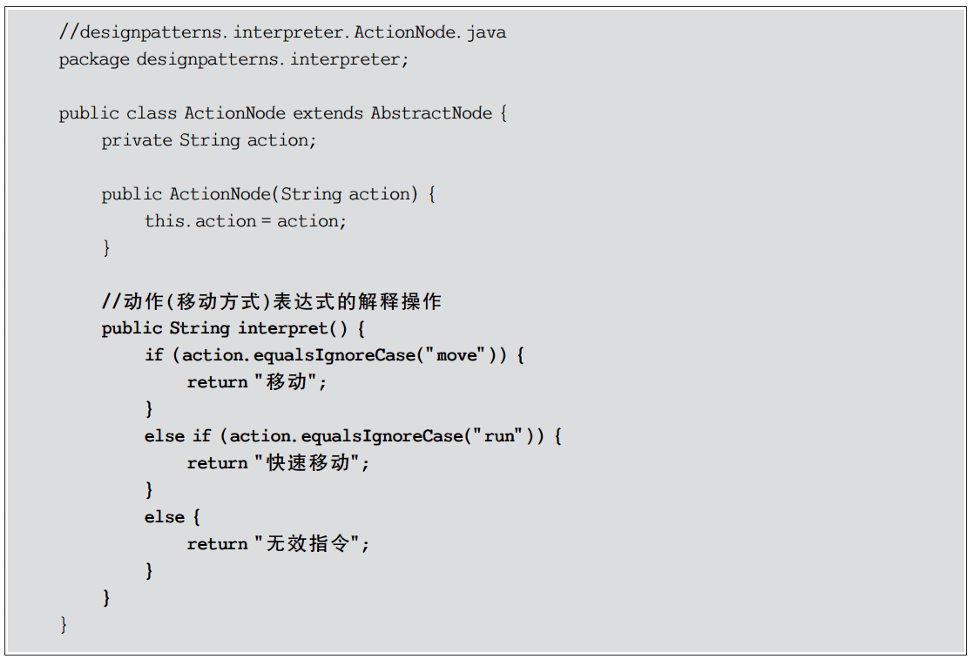 //designpatterns.interpreter.ActionNode.java
package designpatterns.interpreter;
public class ActionNode extends AbstractNode {
private String action;
public ActionNode(String action) {
this.action = action;
}
//动作(移动方式)表达式的解释操作
public String interpret() {
if (action.equalsIgnoreCase("move")) {
return "移动";
}
else if (action.equalsIgnoreCase("run")) {
return "快速移动";
}
else {
return "无效指令";
}
}
}